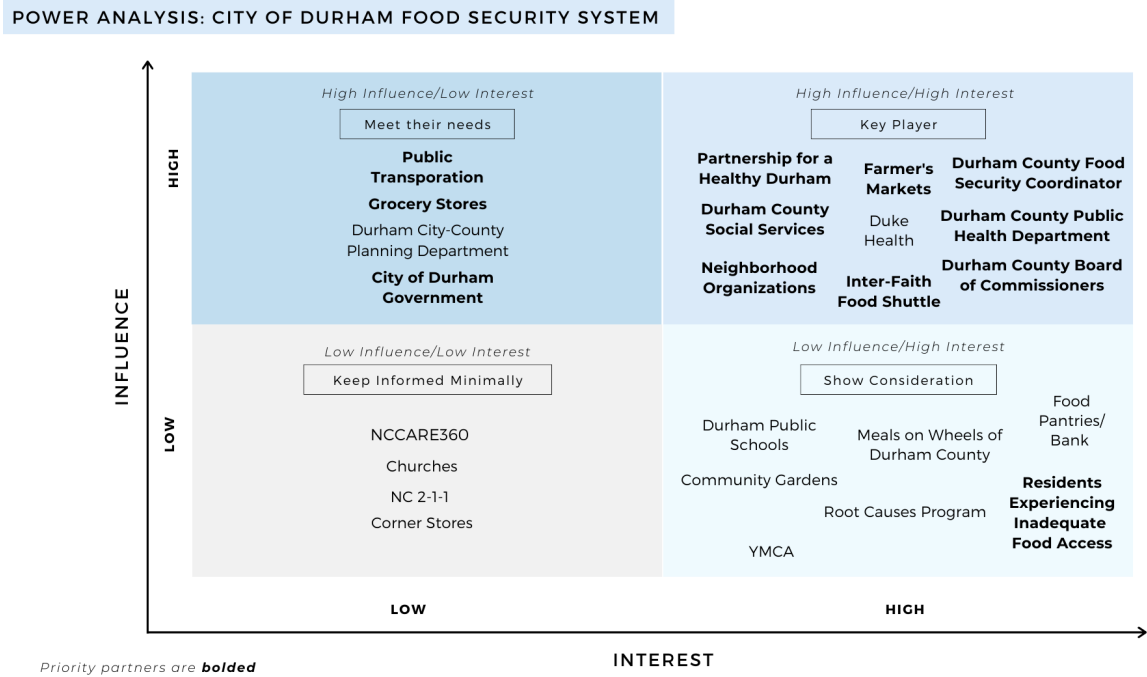 POWER ANALYSIS: CITY OF DURHAM FOOD SECURITY SYSTEM
INFLUENCE
HIGH
LOW
High Influence/Low Interest
Meet their needs
Public
Transporation
Grocery Stores
Durham City-County
Planning Department
City of Durham
Government
High Influence/High Interest
Key Player
Partnership for a
Healthy Durham
Durham County
Social Services
Neighborhood
Organizations
Farmer's
Markets
Duke
Health
Inter-Faith
Food Shuttle
Durham County Food
Security Coordinator
Durham County Public
Health Department
Durham County Board
of Commissioners
Low Influence/Low Interest
Keep Informed Minimally
NCCARE360
Churches
NC 2-1-1
Corner Stores
Low Influence/High Interest
Show Consideration
Durham Public
Schools
Community Gardens
YMCA
Meals on Wheels of
Durham County
Root Causes Program
Food
Pantries/
Bank
Residents
Experiencing
Inadequate
Food Access
LOW
HIGH
INTEREST
Priority partners are bolded